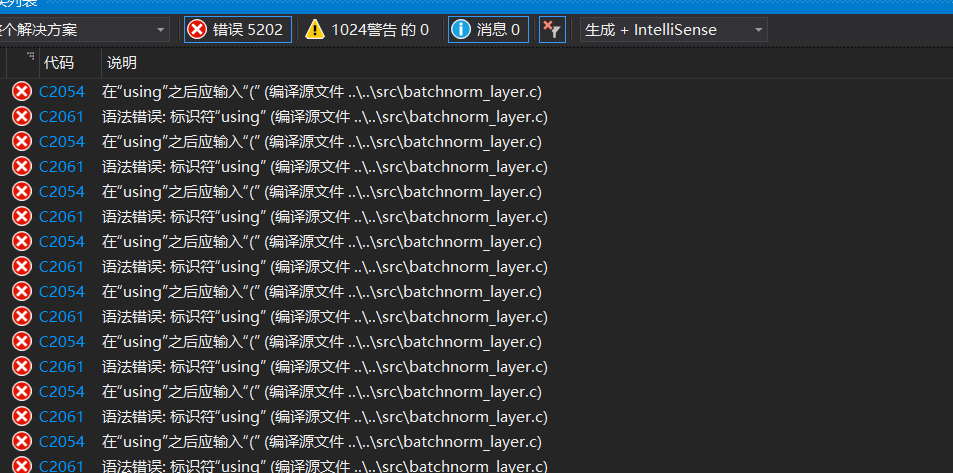 个解决方案 错误 5202 1024警告 的 0 消息 0 生成 + IntelliSense
代码 说明
C2054 在“using”之后应输入“(” (编译源文件 ..\..\src\batchnorm_layer.c)
C2061 语法错误: 标识符“using” (编译源文件 ..\..\src\batchnorm_layer.c)
C2054 在“using”之后应输入“(” (编译源文件 ..\..\src\batchnorm_layer.c)
C2061 语法错误: 标识符“using” (编译源文件 ..\..\src\batchnorm_layer.c)
C2054 在“using”之后应输入“(” (编译源文件 ..\..\src\batchnorm_layer.c)
C2061 语法错误: 标识符“using” (编译源文件 ..\..\src\batchnorm_layer.c)
C2054 在“using”之后应输入“(” (编译源文件 ..\..\src\batchnorm_layer.c)
C2061 语法错误: 标识符“using” (编译源文件 ..\..\src\batchnorm_layer.c)
C2054 在“using”之后应输入“(” (编译源文件 ..\..\src\batchnorm_layer.c)
C2061 语法错误: 标识符“using” (编译源文件 ..\..\src\batchnorm_layer.c)
C2054 在“using”之后应输入“(” (编译源文件 ..\..\src\batchnorm_layer.c)
C2061 语法错误: 标识符“using” (编译源文件 ..\..\src\batchnorm_layer.c)
C2054 在“using”之后应输入“(” (编译源文件 ..\..\src\batchnorm_layer.c)
C2061 语法错误: 标识符“using” (编译源文件 ..\..\src\batchnorm_layer.c)
C2054 在“using”之后应输入“(” (编译源文件 ..\..\src\batchnorm_layer.c)
C2061 语法错误: 标识符“using” (编译源文件 ..\..\src\batchnorm_layer.c)